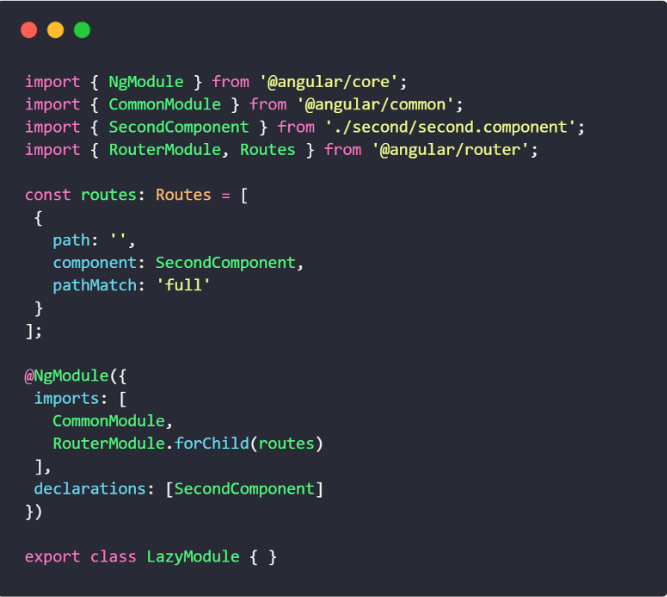 import { NgModule } from '@angular/core';
import { CommonModule } from '@angular/common';
import { SecondComponent } from './second/second.component';
import { RouterModule, Routes } from '@angular/router';

const routes: Routes = [
 {
   path: '',
   component: SecondComponent,
   pathMatch: 'full'
 }
];

@NgModule({
 imports: [
   CommonModule,
   RouterModule.forChild(routes)
 ],
 declarations: [SecondComponent]
})

export class LazyModule { }